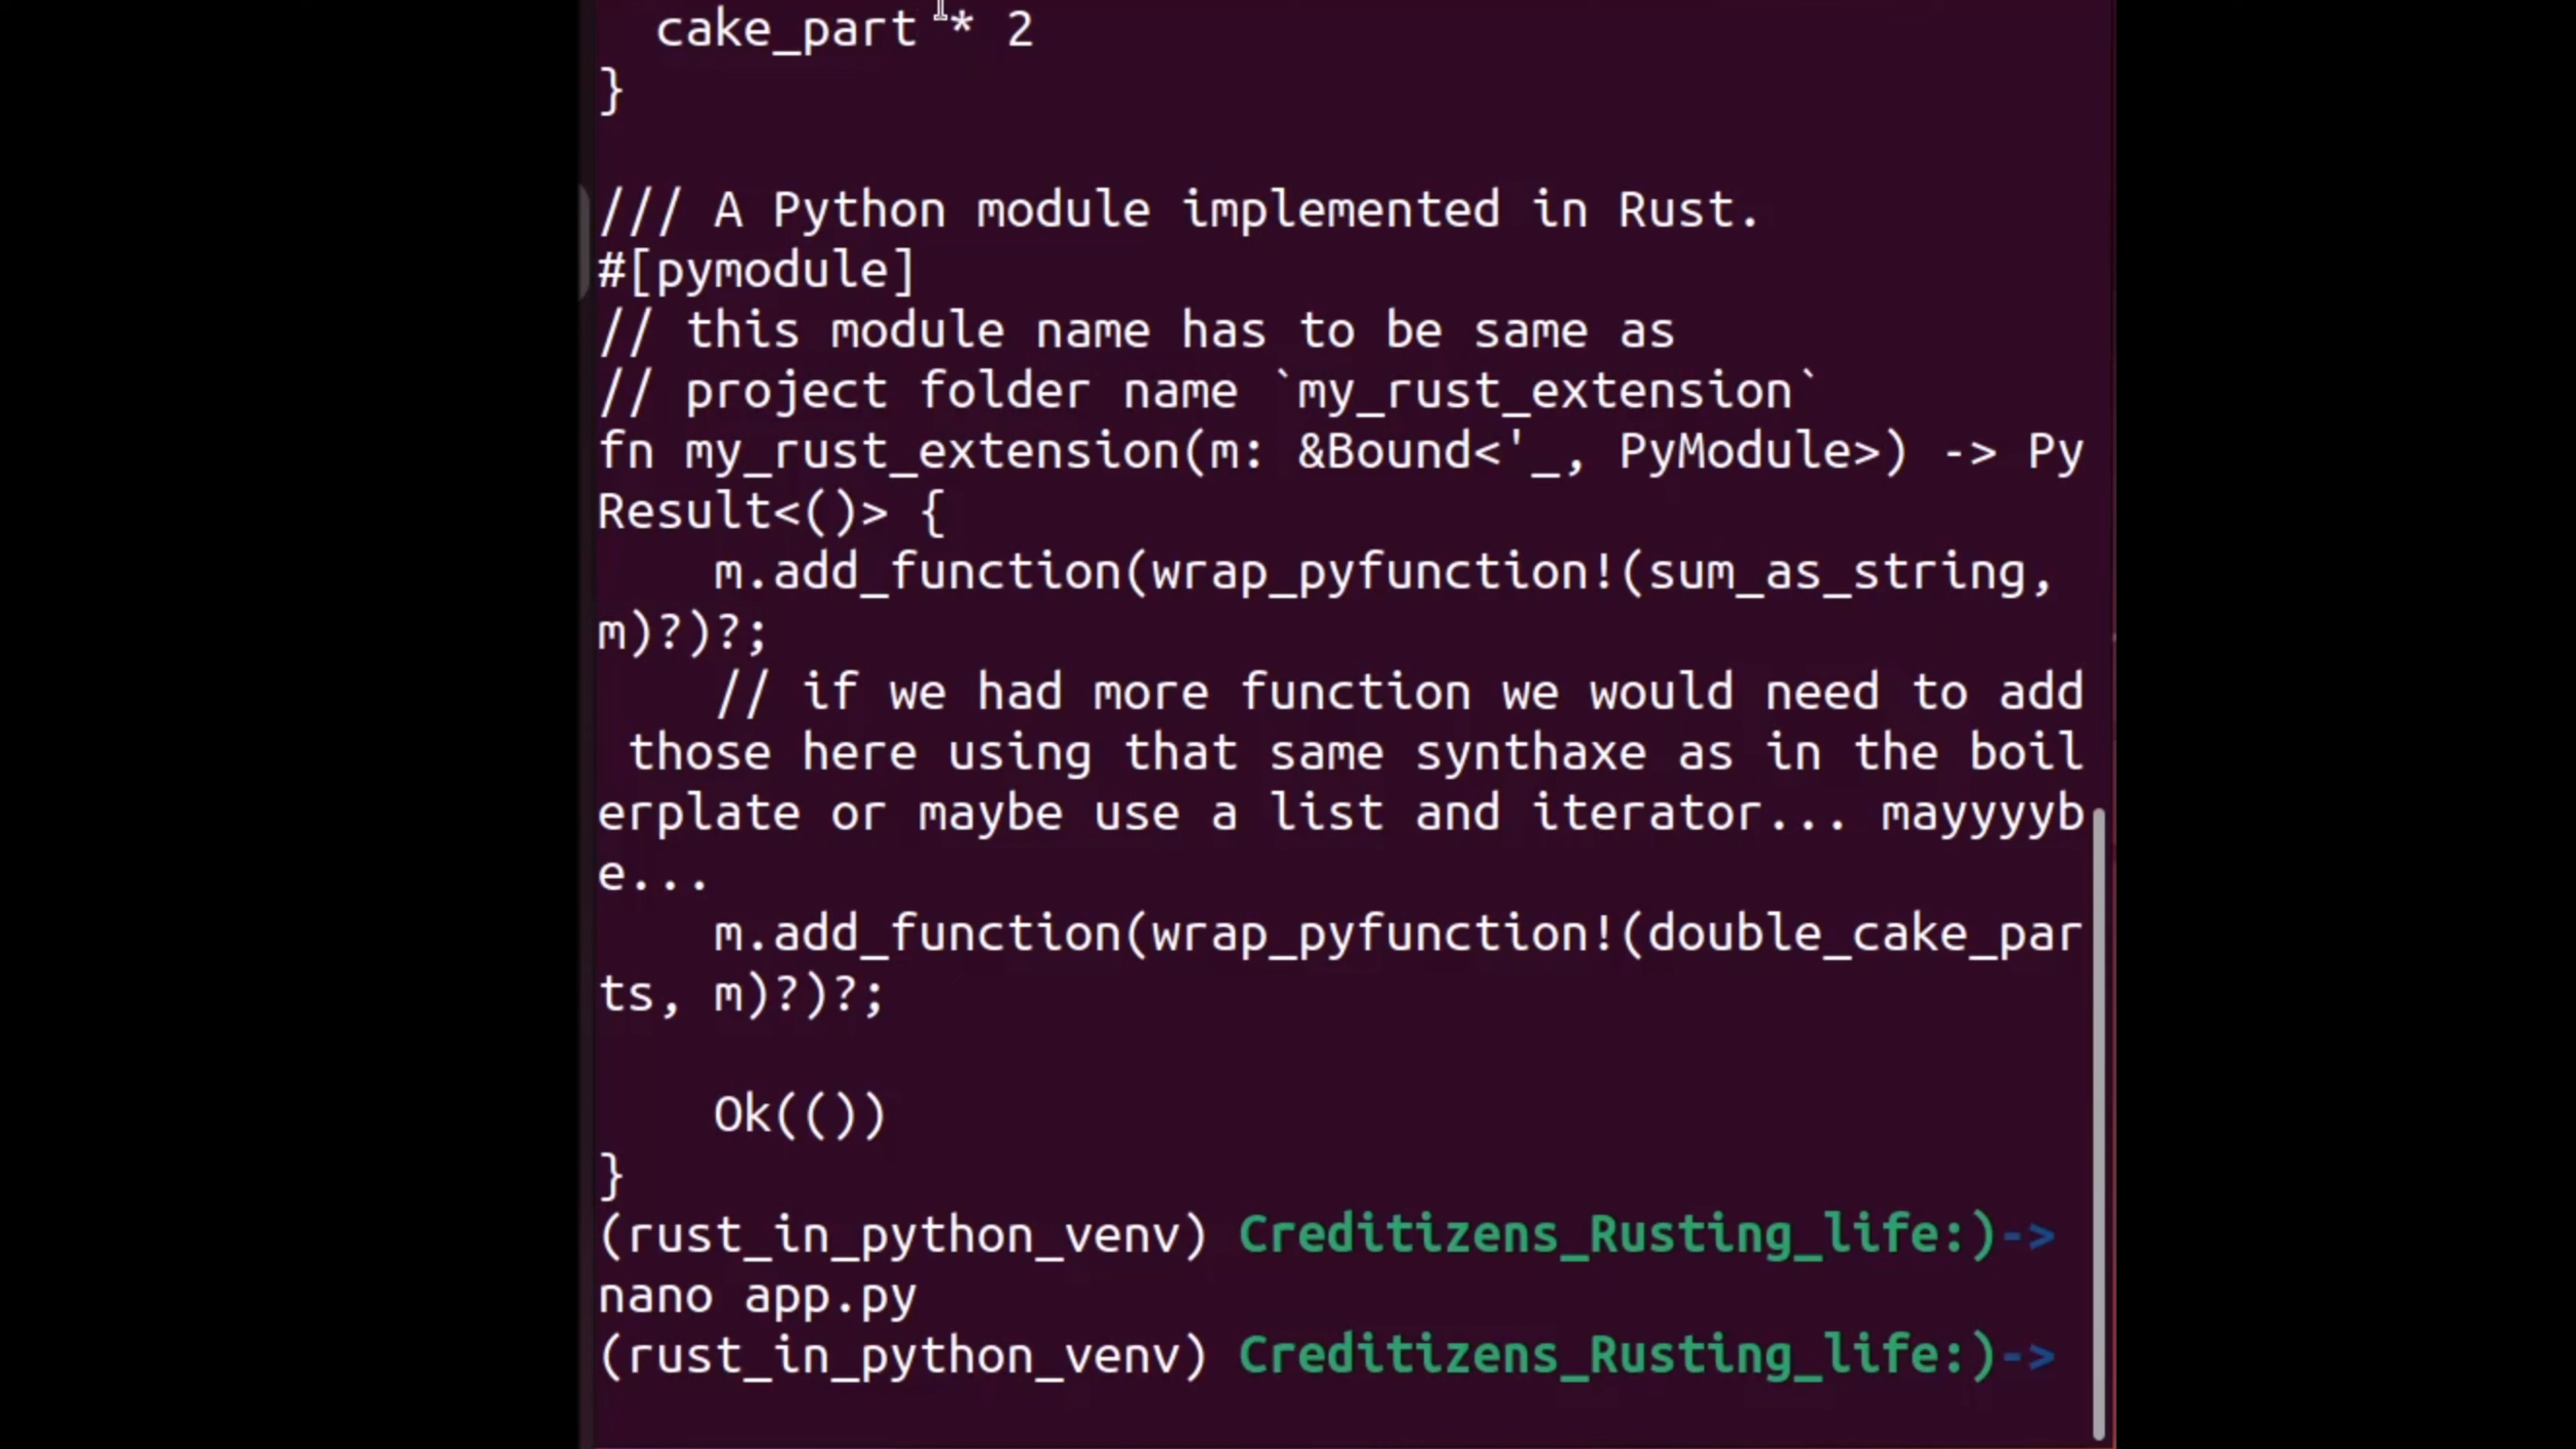 cake_part * 2
}
/// A Python module implemented in Rust.
#[pymodule]
// this module name has to be same as
// project folder name `my_rust_extension`
fn my_rust_extension(m: &Bound<'_, PyModule>) -> Py
Result<()> {
m.add_function(wrap_pyfunction!(sum_as_string,
m)?)?;
// if we had more function we would need to add
those here using that same synthaxe as in the boil
erplate or maybe use a list and iterator... mayyyyb
e...
m.add_function(wrap_pyfunction!(double_cake_par
ts, m)?)?;
Ok(())
}
(rust_in_python_venv) Creditizens_Rusting_life:)->
nano app.py
(rust_in_python_venv) Creditizens_Rusting_life:)->